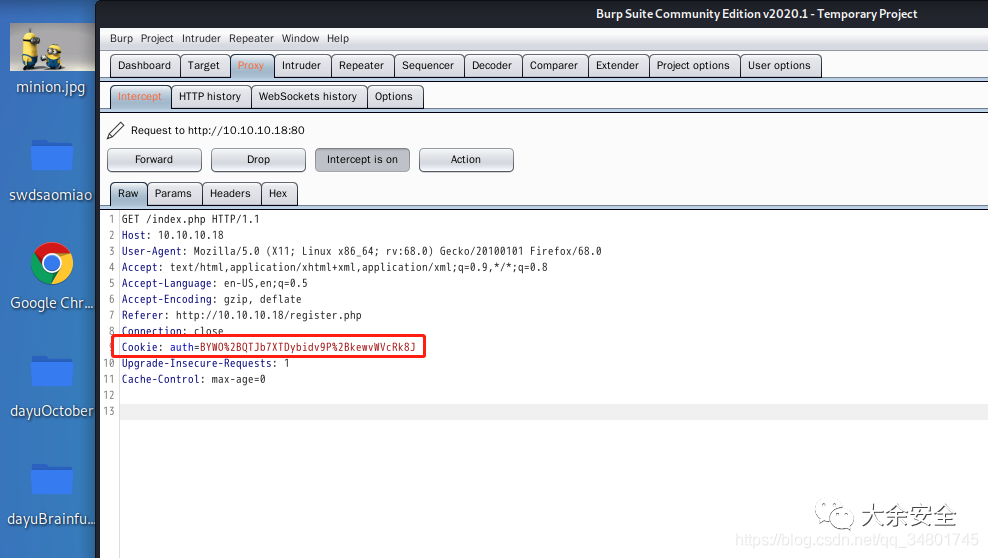 Burp Suite Community Edition v2020.1 - Temporary Project
Burp Project Intruder Repeater Window Help
Dashboard Target Proxy Intruder Repeater Sequencer Decoder Comparer Extender Project options User options
Intercept HTTP history WebSockets history Options
Request to http://10.10.10.18:80
Forward Drop Intercept is on Action
Raw Params Headers Hex
1 GET /index.php HTTP/1.1
2 Host: 10.10.10.18
3 User-Agent: Mozilla/5.0 (X11; Linux x86_64; rv:68.0) Gecko/20100101 Firefox/68.0
4 Accept: text/html,application/xhtml+xml,application/xml;q=0.9,*/*;q=0.8
5 Accept-Language: en-US,en;q=0.5
6 Accept-Encoding: gzip, deflate
7 Referer: http://10.10.10.18/register.php
8 Connection: close
9 Cookie: auth=BYWO%2BQTJb7XTDybidv9P%2BkewvWVcRk8J
10 Upgrade-Insecure-Requests: 1
11 Cache-Control: max-age=0
12
13
minion.jpg
swdsaomiao
Google Chr...
dayuOctober
dayuBrainfu...
大余安全
https://blog.csdn.net/qq_34801745